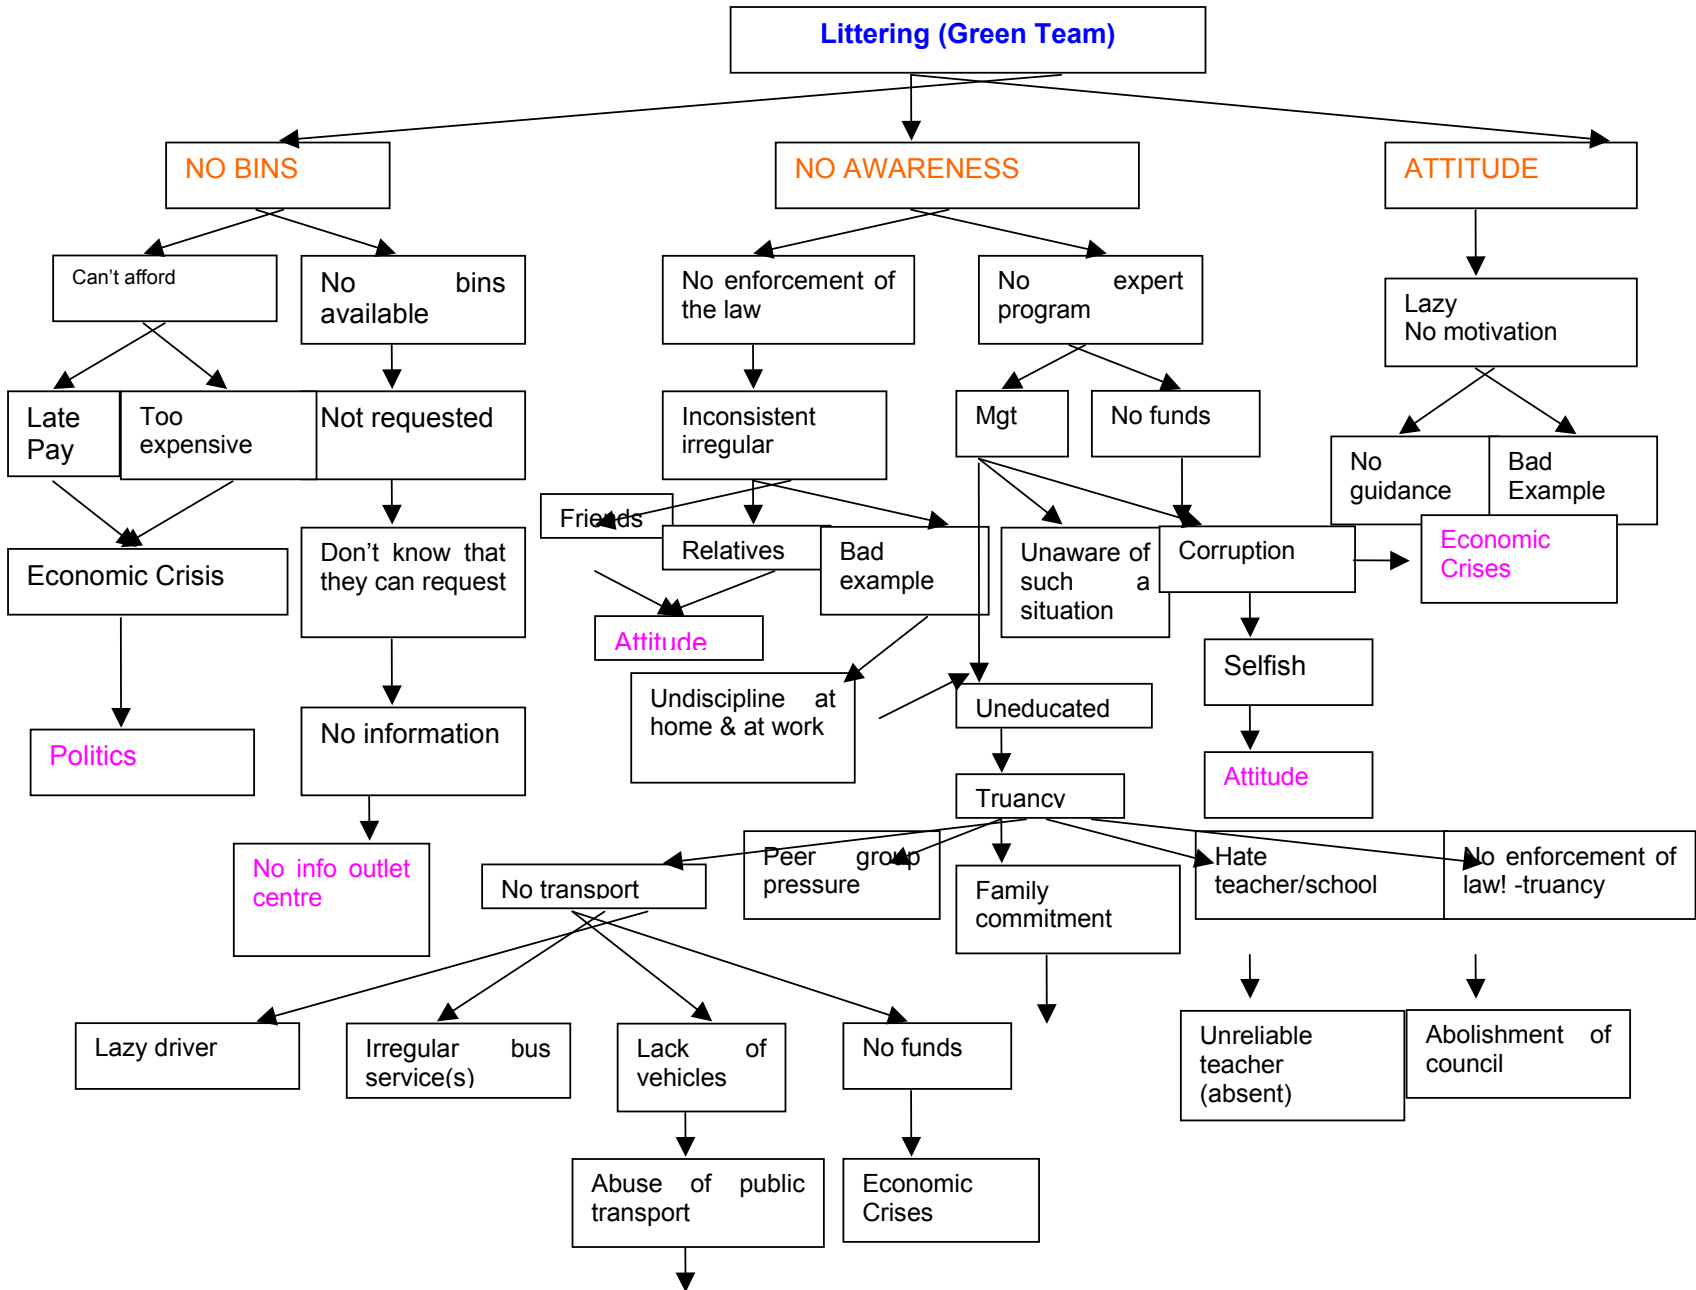 Littering (Green Team)
NO BINS
NO AWARENESS
ATTITUDE
Can't afford
No bins
available
No enforcement of
the law
No expert
program
Lazy
No motivation
Late
Pay
Too
expensive
Not requested
Inconsistent
irregular
Mgt
No funds
No
guidance
Bad
Example
Friends
Relatives
Bad
example
Unaware of
such a
situation
Corruption
Economic
Crises
Economic Crisis
Don't know that
they can request
Attitude
Selfish
Undiscipline at
home & at work
Uneducated
Politics
No information
Attitude
Truancy
No info outlet
centre
No transport
Peer group
pressure
Family
commitment
Hate
teacher/school
No enforcement of
law! -truancy
Lazy driver
Irregular bus
service(s)
Lack of
vehicles
No funds
Unreliable
teacher
(absent)
Abolishment of
council
Abuse of public
transport
Economic
Crises